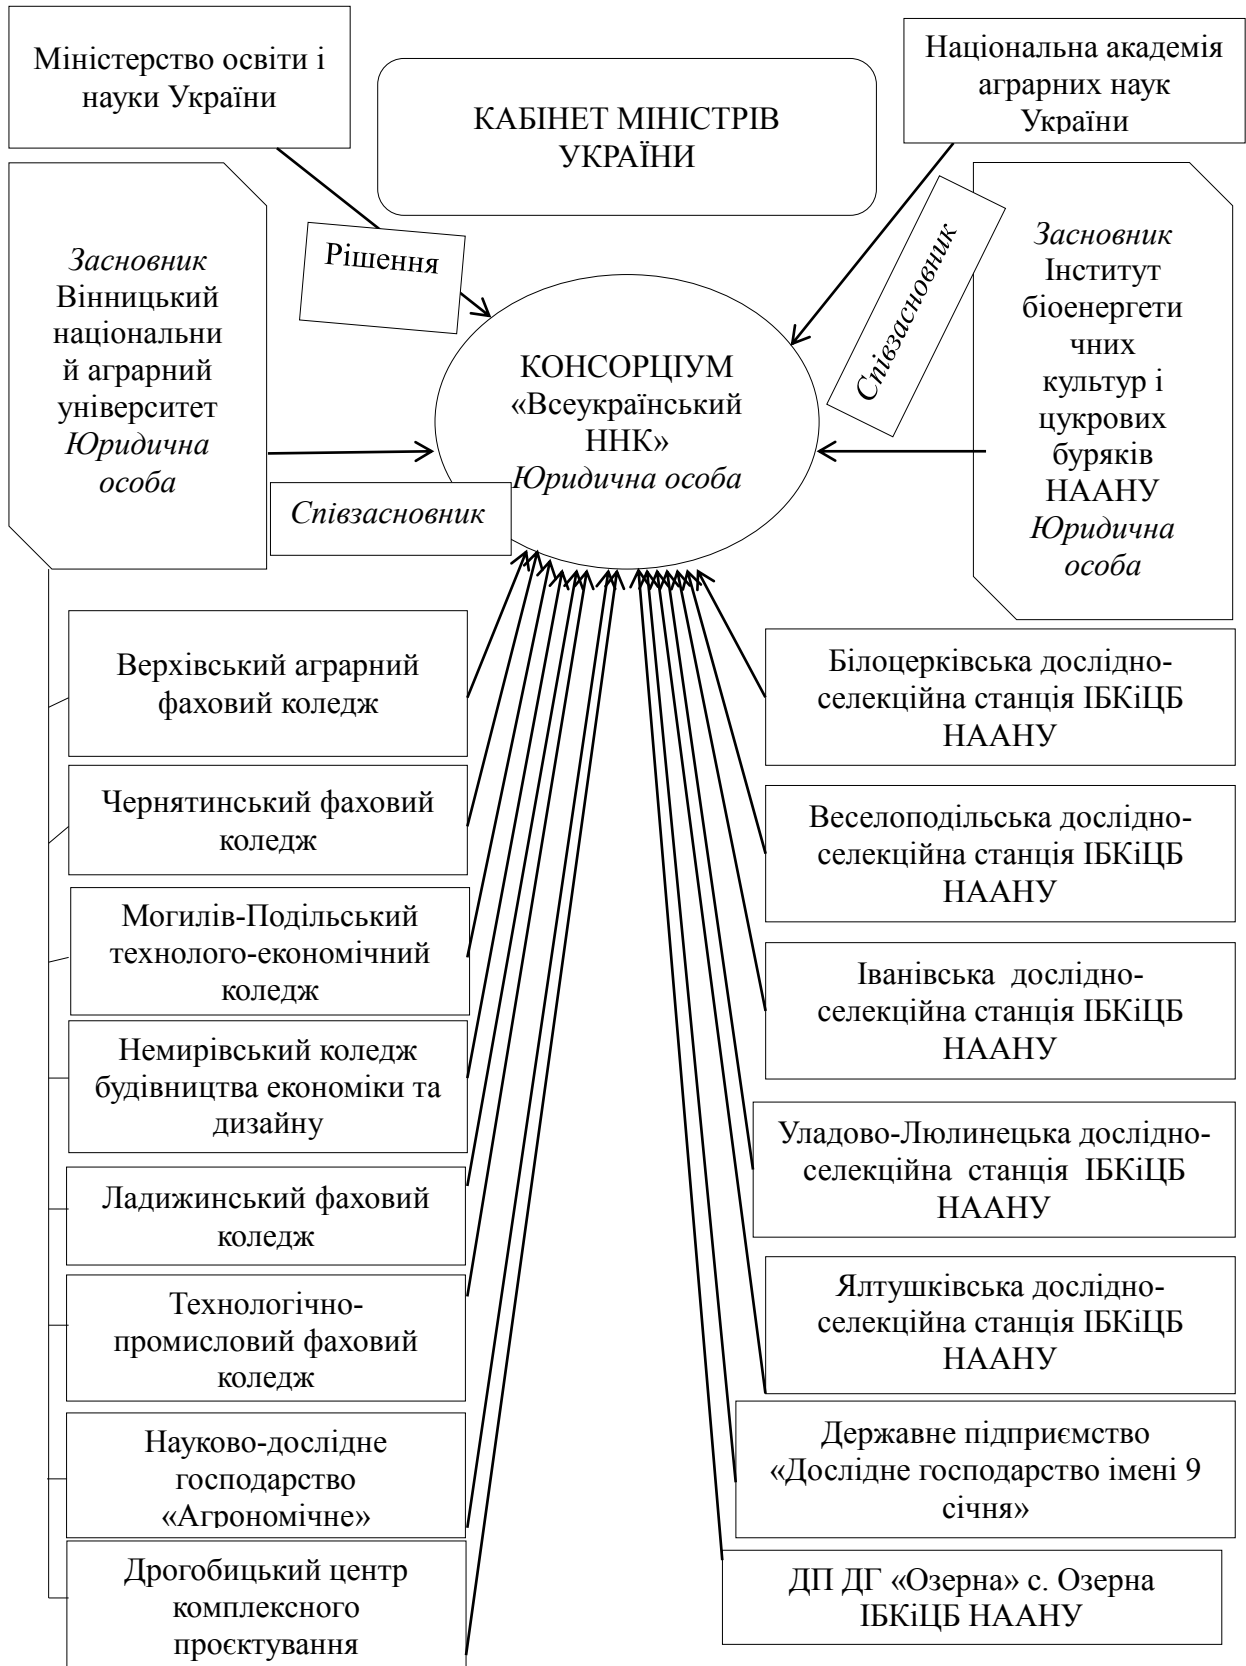 Міністерство освіти і
науки України
КАБІНЕТ МІНІСТРІВ
УКРАЇНИ
Національна академія
аграрних наук
України
Засновник
Вінницький
національни
й аграрний
університет
Юридична
особа
Рішення
Співзасновник
КОНСОРЦІУМ
«Всеукраїнський
ННК»
Юридична особа
Співзасновник
Засновник
Інститут
біоенергети
чних
культур і
цукрових
буряків
НААНУ
Юридична
особа
Верхівський аграрний
фаховий коледж
Чернятинський фаховий
коледж
Могилів-Подільський
технолого-економічний
коледж
Немирівський коледж
будівництва економіки та
дизайну
Ладижинський фаховий
коледж
Технологічно-
промисловий фаховий
коледж
Науково-дослідне
господарство
«Агрономічне»
Дрогобицький центр
комплексного
проєктування
Білоцерківська дослідно-
селекційна станція ІБКіЦБ
НААНУ
Веселоподільська дослідно-
селекційна станція ІБКіЦБ
НААНУ
Іванівська дослідно-
селекційна станція ІБКіЦБ
НААНУ
Уладово-Люлинецька дослідно-
селекційна станція ІБКіЦБ
НААНУ
Ялтушківська дослідно-
селекційна станція ІБКіЦБ
НААНУ
Державне підприємство
«Дослідне господарство імені 9
січня»
ДП ДГ «Озерна» с. Озерна
ІБКіЦБ НААНУ